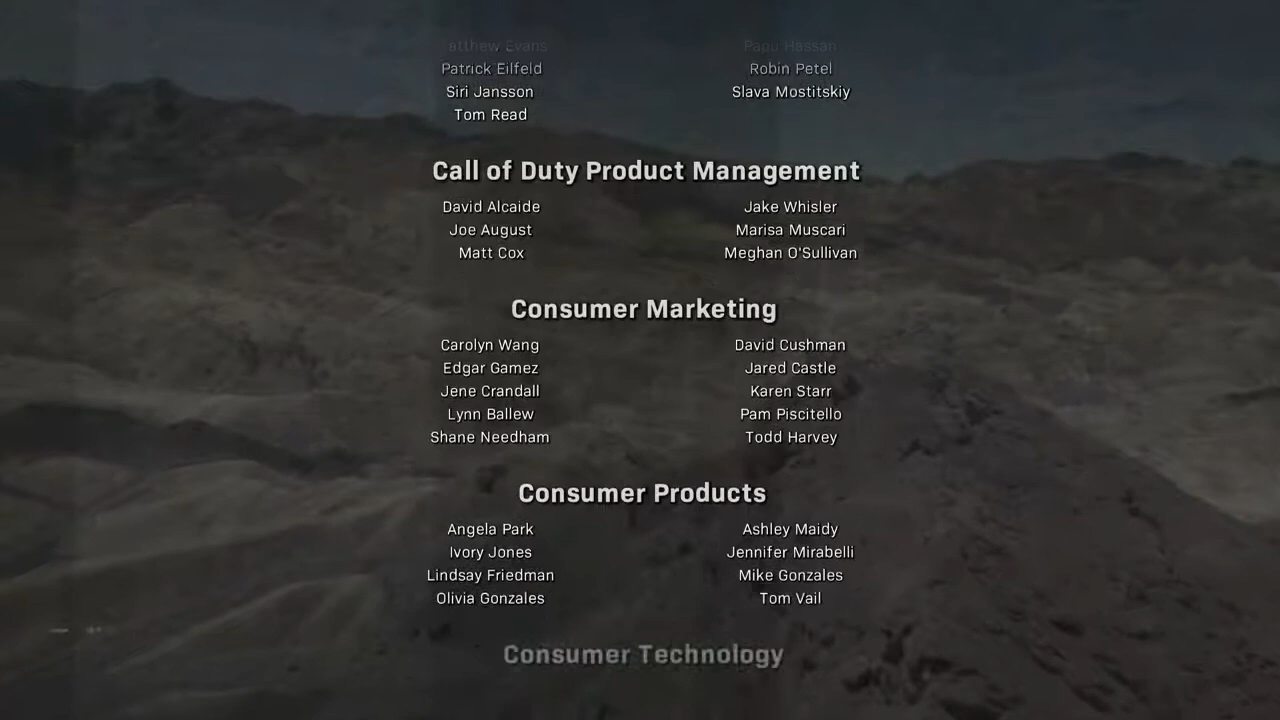 Evans Papu Hassan
Patrick Eilfeld Robin Petel
Siri Jansson Slava Mostitskiy
Tom Read
Call of Duty Product Management
David Alcaide Jake Whisler
Joe August Marisa Muscari
Matt Cox Meghan O'Sullivan
Consumer Marketing
Carolyn Wang David Cushman
Edgar Gamez Jared Castle
Jene Crandall Karen Starr
Lynn Ballew Pam Piscitello
Shane Needham Todd Harvey
Consumer Products
Angela Park Ashley Maidy
Ivory Jones Jennifer Mirabelli
Lindsay Friedman Mike Gonzales
Olivia Gonzales Tom Vail
Consumer Technology